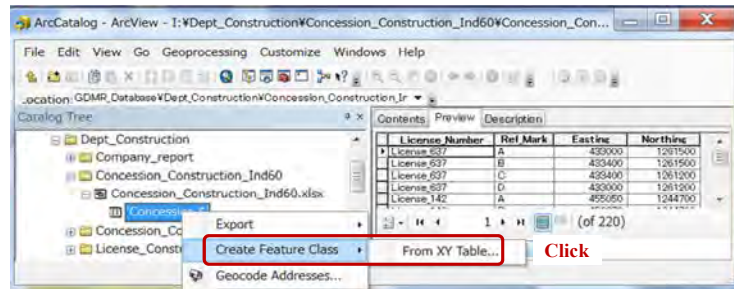 ArcCatalog - ArcView - I:¥Dept_Construction¥Concession_Construction_Ind60¥Concession_Con...
File Edit View Go Geoprocessing Customize Windows Help
Location: GDMR_Database¥Dept_Construction¥Concession_Construction_Ir
Catalog Tree
Contents Preview Description
Dept_Construction
Company_report
Concession_Construction_Ind60
Concession_Construction_Ind60.xlsx
Concession_Co
License_Consti
License_Number Ref_Mark Easting Northing
License_637 A 433000 1261500
License_637 B 433400 1261500
License_637 C 433400 1261200
License_637 D 433000 1261200
License_142 A 455050 1244700
1 (of 220)
Export
Create Feature Class
From XY Table...
Click
Geocode Addresses...